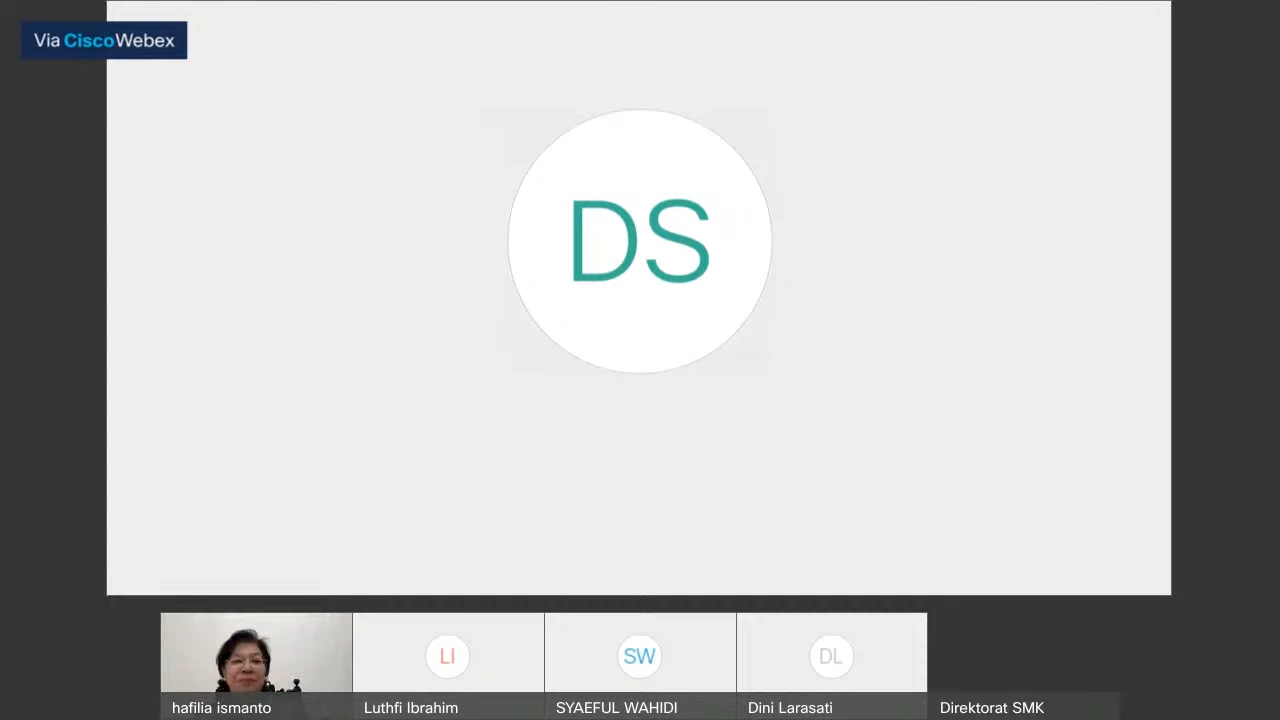 Via CiscoWebex
DS
LI
SW
DL
hafilia ismanto
Luthfi Ibrahim
SYAEFUL WAHIDI
Dini Larasati
Direktorat SMK